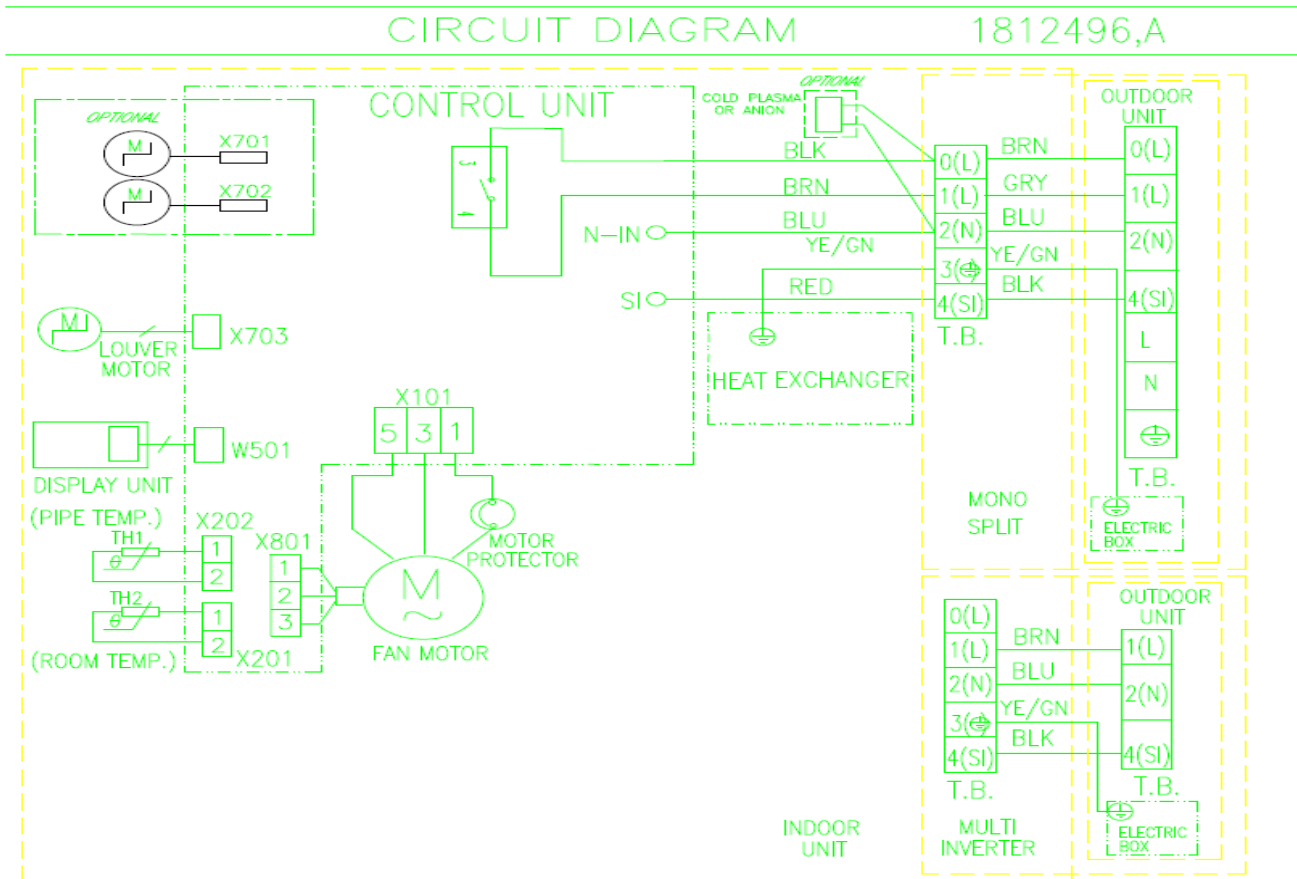 CIRCUIT DIAGRAM 1812496,A
OPTIONAL
M
X701
M
X702
CONTROL UNIT
3
4
OPTIONAL
COLD PLASMA
OR ANION
BLK
BRN
N-IN
BLU
YE/GN
SI
RED
0(L)
1(L)
2(N)
3(
4(SI)
T.B.
BRN
GRY
BLU
YE/GN
BLK
OUTDOOR
UNIT
0(L)
1(L)
2(N)
4(SI)
L
N
T.B.
ELECTRIC
BOX
MONO
SPLIT
HEAT EXCHANGER
M
LOUVER
MOTOR
X703
DISPLAY UNIT
W501
X101
5 3 1
MOTOR
PROTECTOR
M
~
FAN MOTOR
(PIPE TEMP.)
TH1
θ
X202
1
2
X801
1
2
3
TH2
θ
1
2
X201
(ROOM TEMP.)
0(L)
1(L)
2(N)
3(
4(SI)
T.B.
BRN
BLU
YE/GN
BLK
OUTDOOR
UNIT
1(L)
2(N)
4(SI)
T.B.
ELECTRIC
BOX
MULTI
INVERTER
INDOOR
UNIT